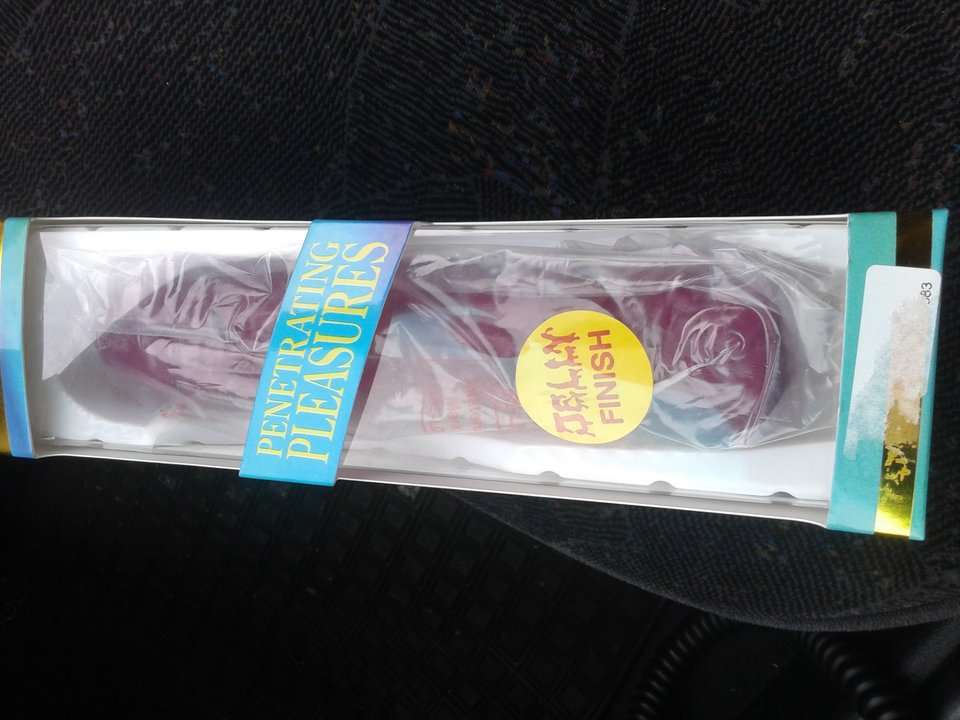 PENETRATING
PLEASURES
JELLY
FINISH